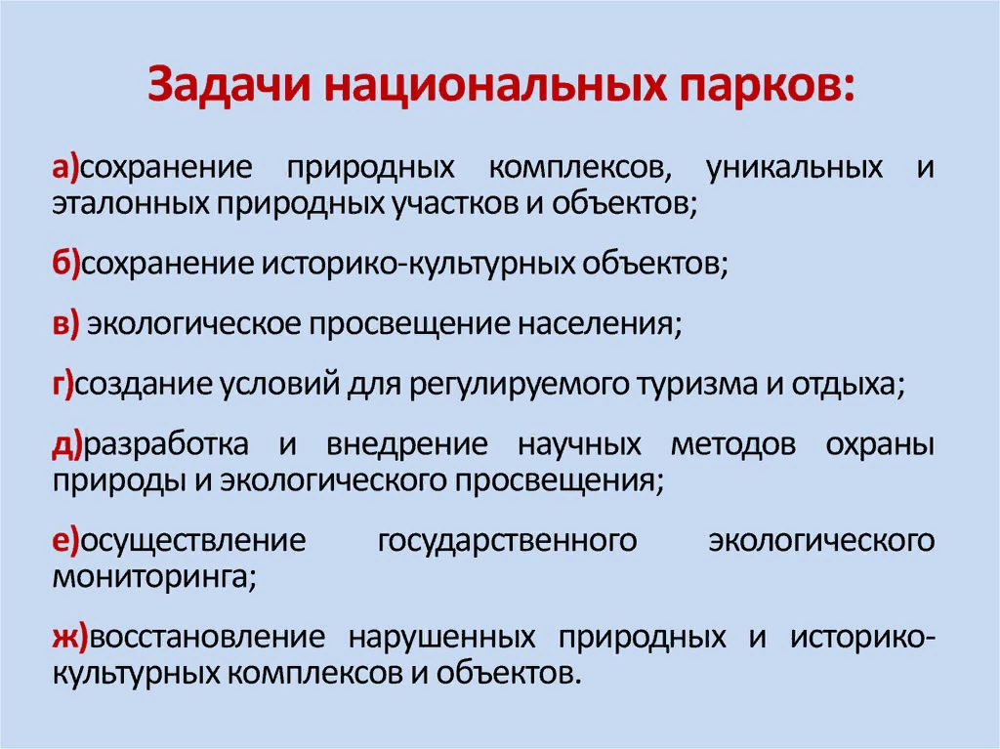 Задачи национальных парков:
а)сохранение природных комплексов, уникальных и
эталонных природных участков и объектов;
б)сохранение историко-культурных объектов;
в) экологическое просвещение населения;
г)создание условий для регулируемого туризма и отдыха;
д)разработка и внедрение научных методов охраны
природы и экологического просвещения;
е)осуществление государственного экологического
мониторинга;
ж)восстановление нарушенных природных и историко-
культурных комплексов и объектов.